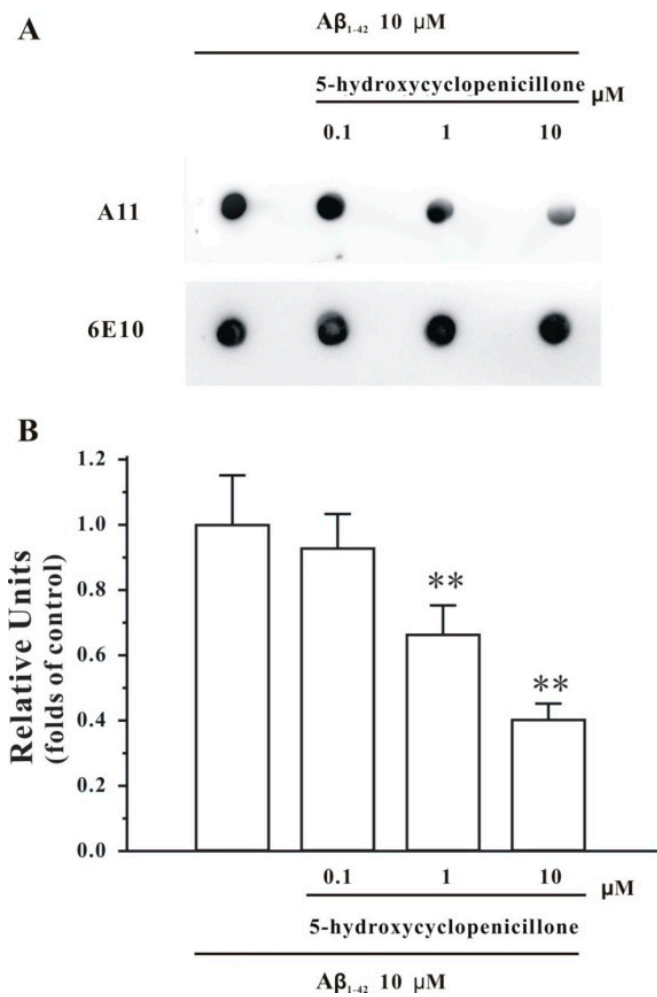 A
Aβ₁₋₄₂ 10 μM
5-hydroxycyclopenicillone μM
0.1 1 10
A11
6E10
B
Relative Units
(folds of control)
1.2
1.0
0.8
0.6
0.4
0.2
0.0
**
**
0.1 1 10 μM
5-hydroxycyclopenicillone
Aβ₁₋₄₂ 10 μM